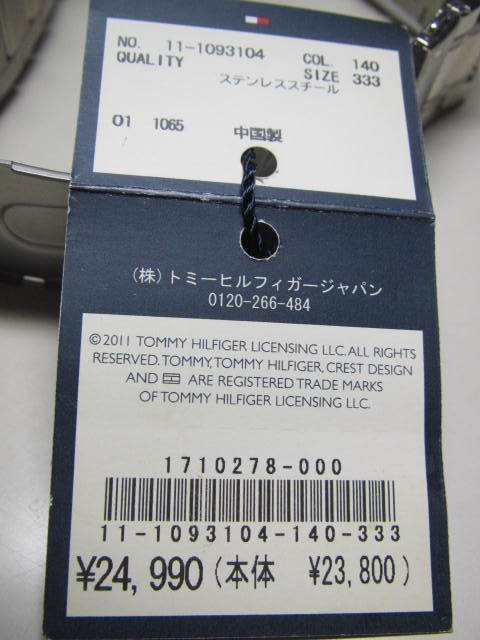 NO. 11-1093104 COL. 140
QUALITY SIZE 333
ステンレススチール
01 1065 中国製
(株)トミーヒルフィガージャパン
0120-266-484
©2011 TOMMY HILFIGER LICENSING LLC. ALL RIGHTS
RESERVED. TOMMY, TOMMY HILFIGER, CREST DESIGN
AND ARE REGISTERED TRADE MARKS
OF TOMMY HILFIGER LICENSING LLC.
1710278-000
11-1093104-140-333
¥24,990(本体 ¥23,800)